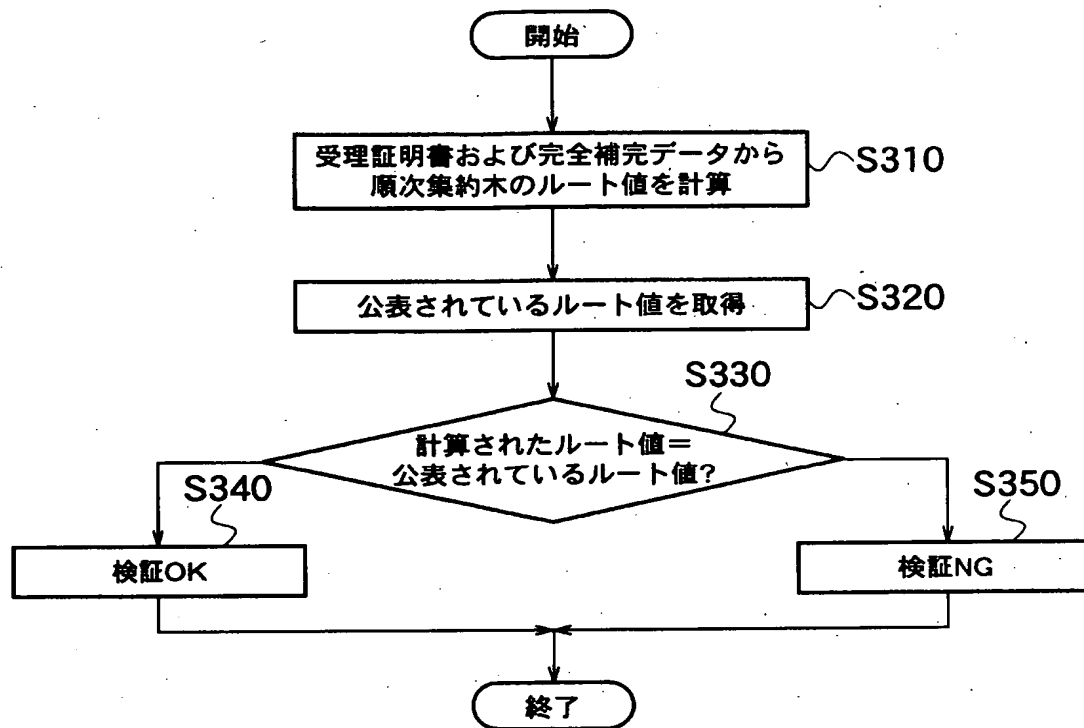 開始
受理証明書および完全補完データから
順次集約木のルート値を計算
S310
公表されているルート値を取得
S320
S330
計算されたルート値＝
公表されているルート値?
S340
検証OK
S350
検証NG
終了